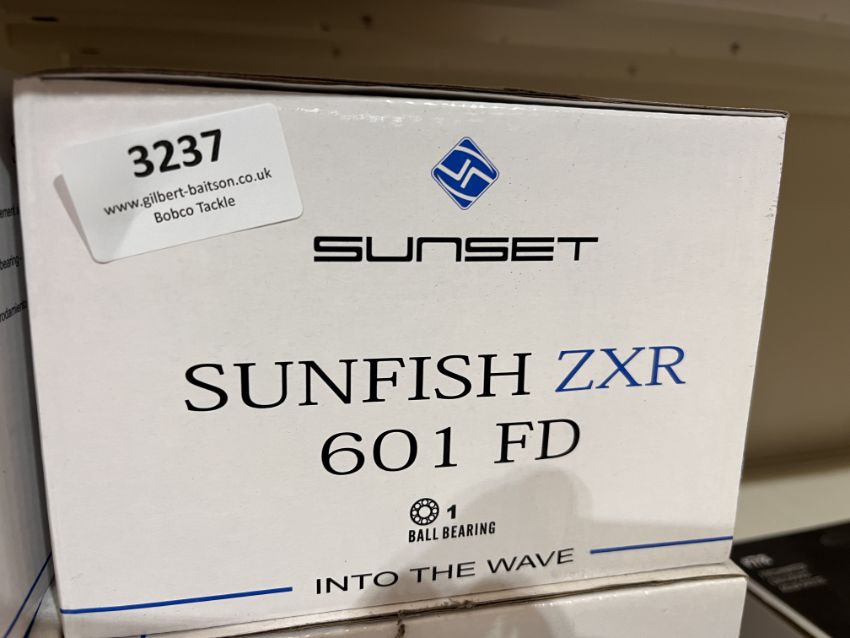 3237
www.gilbert-baitson.co.uk
Bobco Tackle
SUNSET
SUNFISH ZXR
601 FD
1
BALL BEARING
INTO THE WAVE